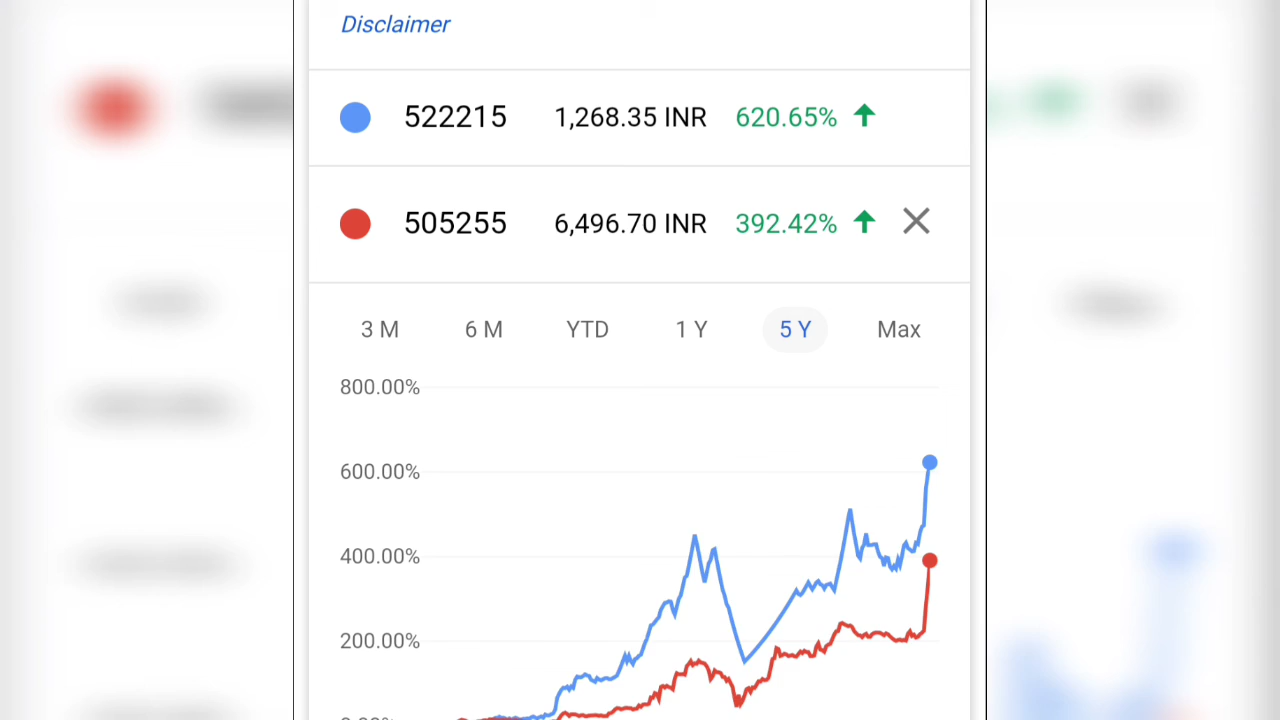 Disclaimer
522215 1,268.35 INR 620.65%
505255 6,496.70 INR 392.42%
3 M 6 M YTD 1 Y 5 Y Max
800.00%
600.00%
400.00%
200.00%